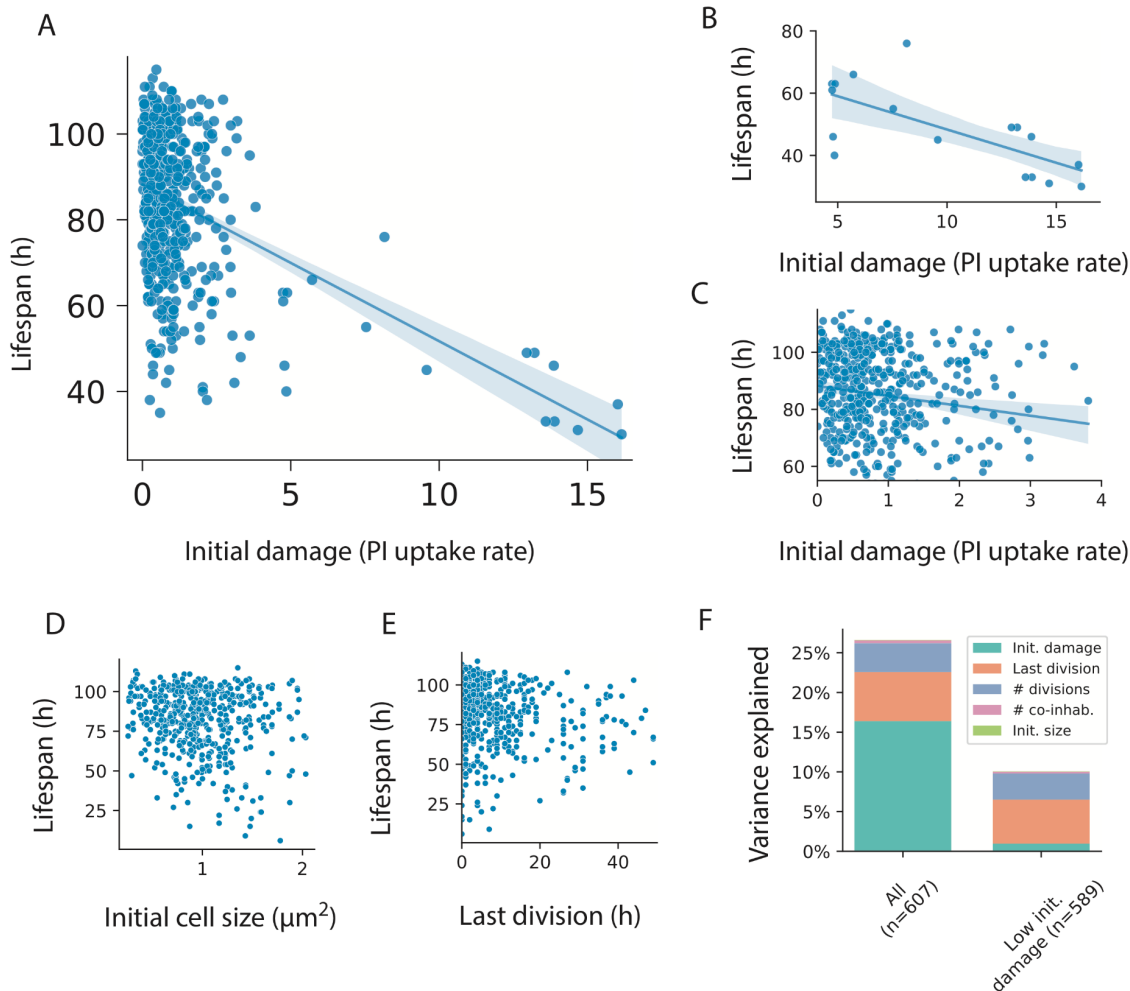 A
Lifespan (h)
100
80
60
40
0
5
10
15
Initial damage (PI uptake rate)
B
Lifespan (h)
80
60
40
5
10
15
Initial damage (PI uptake rate)
C
Lifespan (h)
100
80
60
0
1
2
3
4
Initial damage (PI uptake rate)
D
Lifespan (h)
100
75
50
25
1
2
Initial cell size (μm²)
E
Lifespan (h)
100
75
50
25
0
20
40
Last division (h)
F
Variance explained
25%
20%
15%
10%
5%
0%
Init. damage
Last division
# divisions
# co-inhab.
Init. size
All
(n=607)
Low init.
damage (n=589)